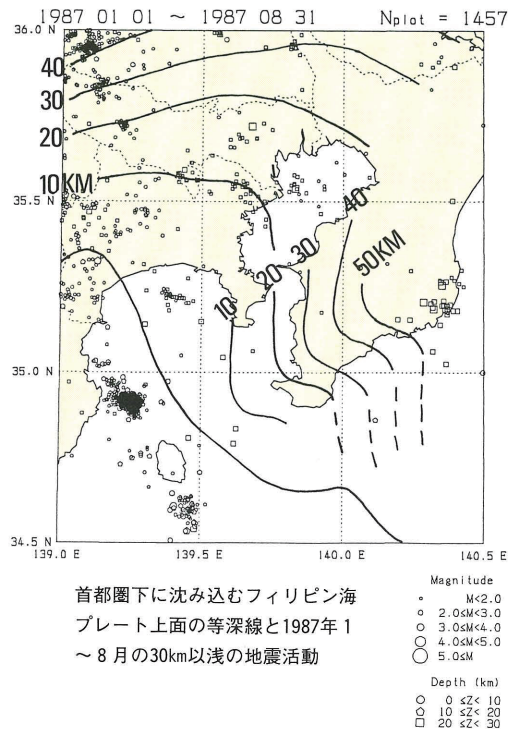 1987 01 01 ~ 1987 08 31 Nplot = 1457
36.0 N
40
30
20
10KM
35.5 N
40
50KM
30
20
10
35.0 N
34.5 N
139.0 E 139.5 E 140.0 E 140.5 E
首都圏下に沈み込むフィリピン海
プレート上面の等深線と1987年1
~8月の30km以浅の地震活動
Magnitude
M<2.0
2.0≤M<3.0
3.0≤M<4.0
4.0≤M<5.0
5.0≤M
Depth (km)
0 ≤Z< 10
10 ≤Z< 20
20 ≤Z< 30